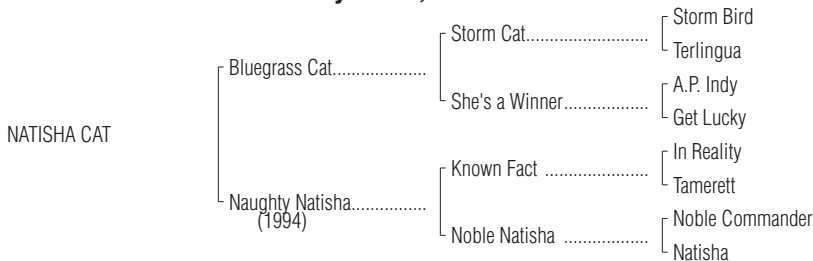 Storm Bird
Storm Cat....................................
Terlingua
Bluegrass Cat....................
A.P. Indy
She's a Winner....................
Get Lucky
NATISHA CAT
In Reality
Known Fact ......................
Tamerett
Naughty Natisha..................
(1994)
Noble Commander
Noble Natisha ....................
Natisha